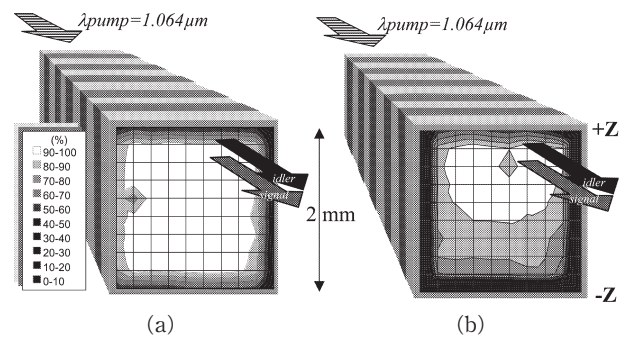 λpump=1.064μm
λpump=1.064μm
+Z
(%)
90-100
80-90
70-80
60-70
50-60
40-50
30-40
20-30
10-20
0-10
idler
signal
idler
signal
2 mm
-Z
(a)
(b)